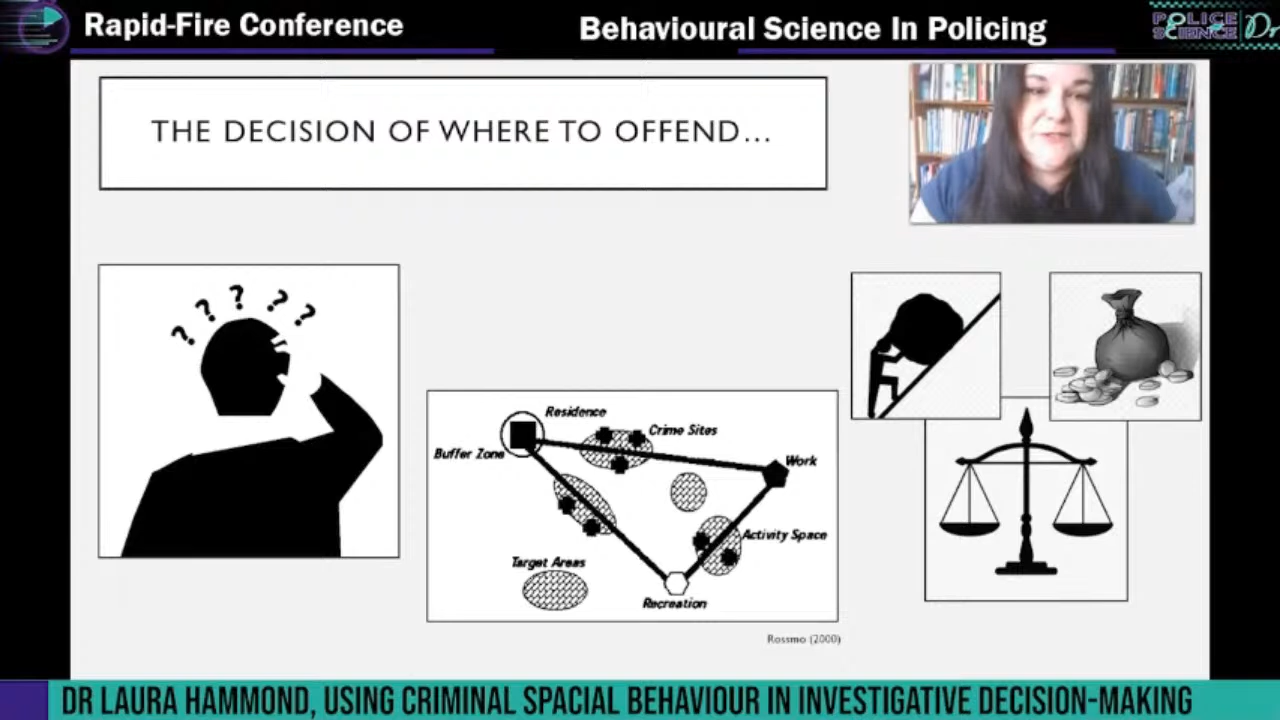 Rapid-Fire Conference
Behavioural Science In Policing
POLICE
SCIENCE
Dr
THE DECISION OF WHERE TO OFFEND...
? ? ? ? ?
Residence
Crime Sites
Buffer Zone
Work
Activity Space
Target Areas
Recreation
Rossmo (2000)
DR LAURA HAMMOND, USING CRIMINAL SPACIAL BEHAVIOUR IN INVESTIGATIVE DECISION-MAKING